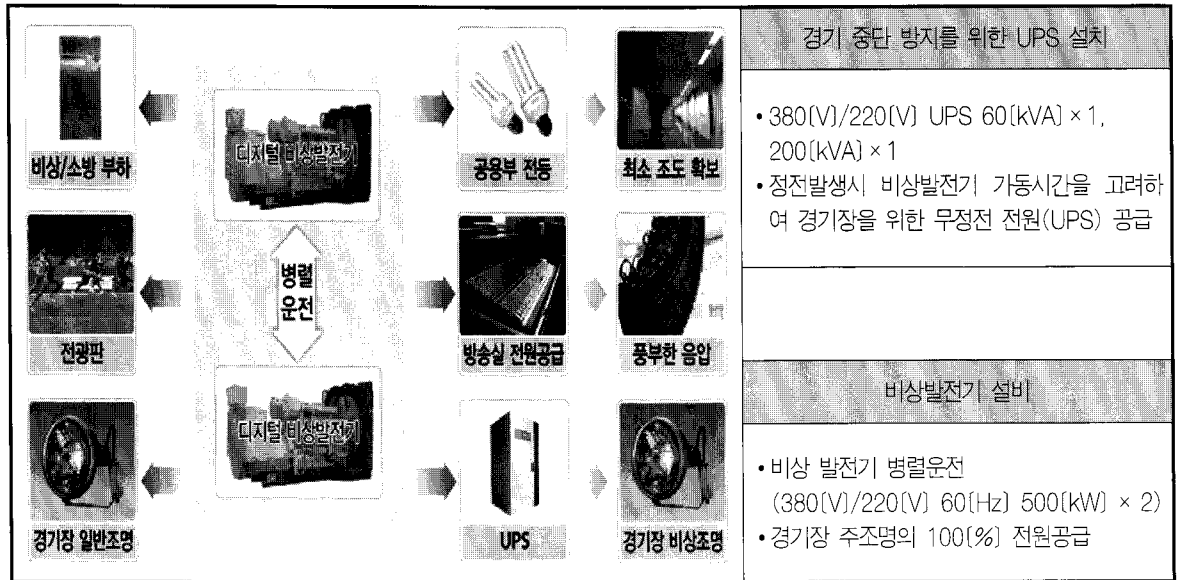 비상/소방 부하
디지털 비상발전기
공용부 전등
최소 조도 확보
전광판
병렬
운전
방송실 전원공급
풍부한 음압
경기장 일반조명
디지털 비상발전기
UPS
경기장 비상조명
경기 중단 방지를 위한 UPS 설치
• 380[V]/220[V] UPS 60[kVA] × 1,
200[kVA] × 1
• 정전발생시 비상발전기 가동시간을 고려하
여 경기장을 위한 무정전 전원(UPS) 공급
비상발전기 설비
• 비상 발전기 병렬운전
(380[V]/220[V] 60[Hz] 500[kW] × 2)
• 경기장 주조명의 100[%] 전원공급